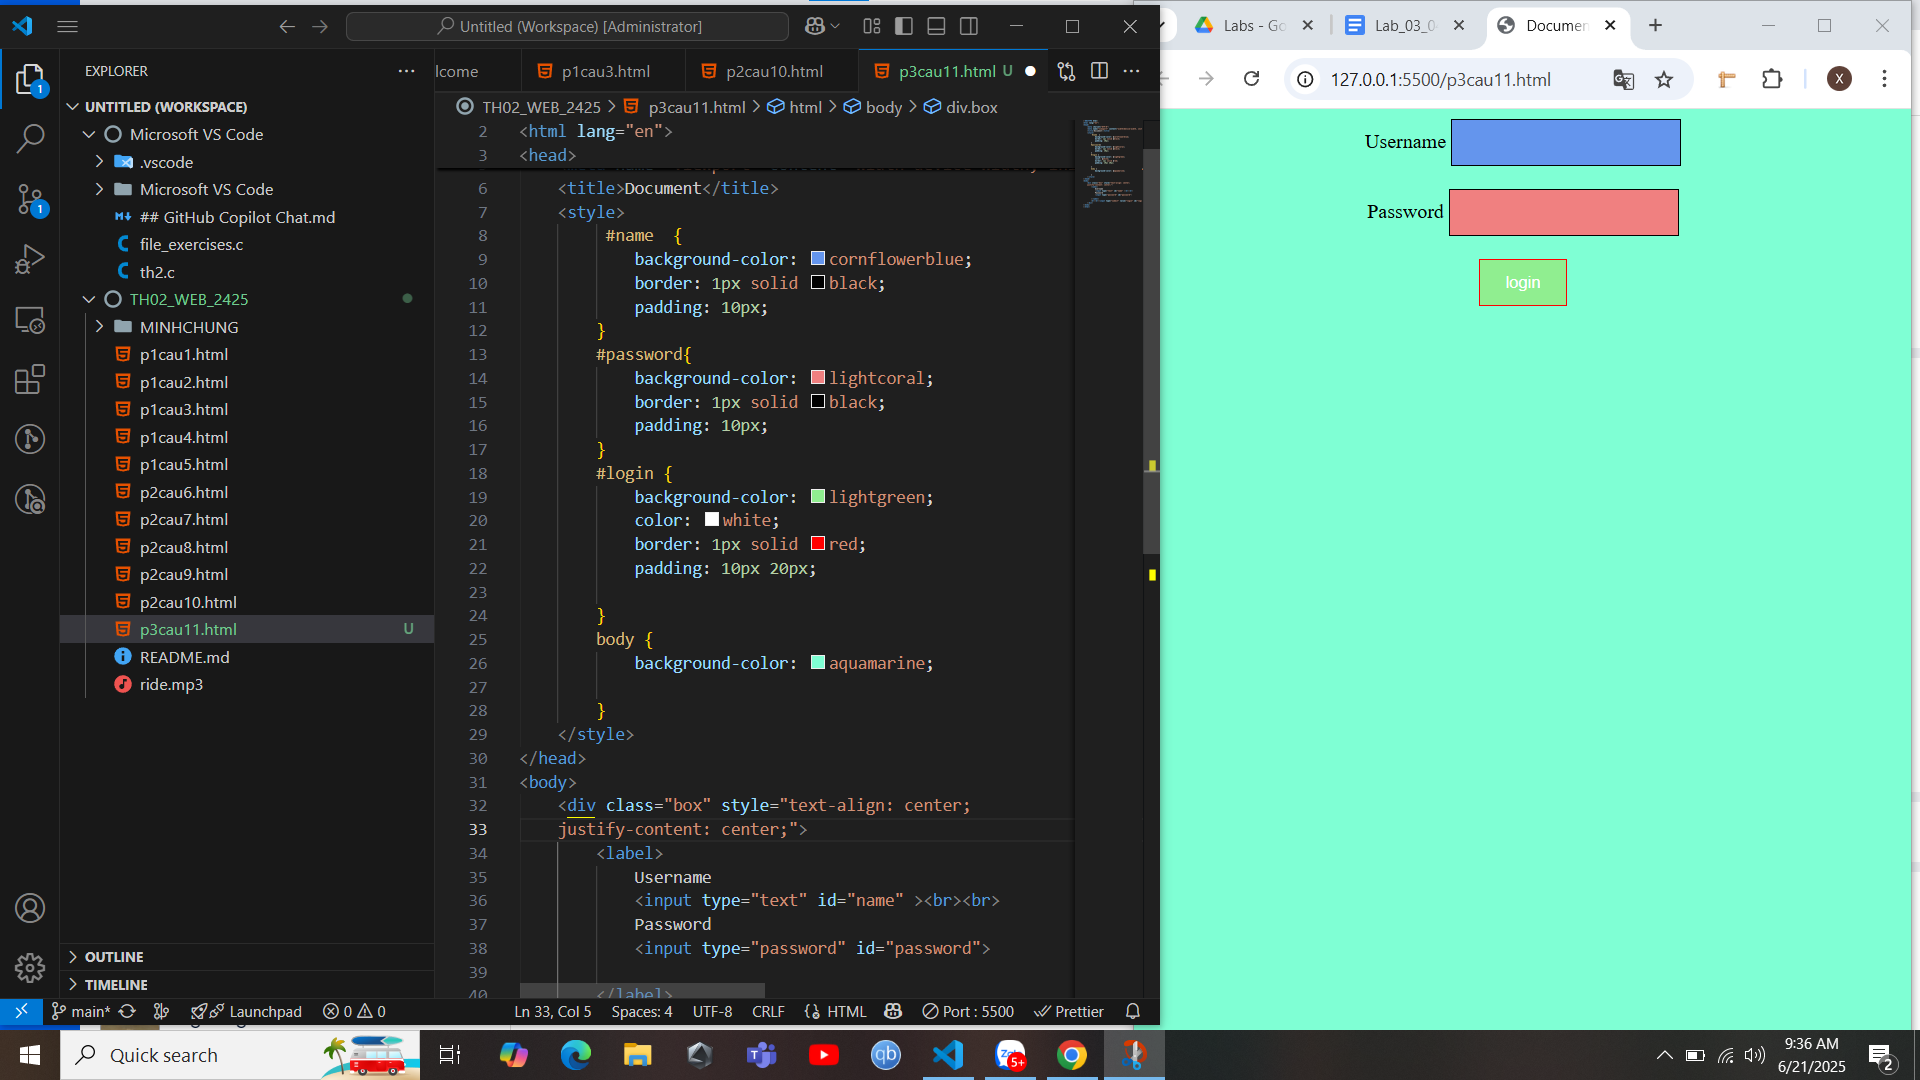 Untitled (Workspace) [Administrator]
EXPLORER
UNTITLED (WORKSPACE)
Microsoft VS Code
.vscode
Microsoft VS Code
## GitHub Copilot Chat.md
file_exercises.c
th2.c
TH02_WEB_2425
MINHCHUNG
p1cau1.html
p1cau2.html
p1cau3.html
p1cau4.html
p1cau5.html
p2cau6.html
p2cau7.html
p2cau8.html
p2cau9.html
p2cau10.html
p3cau11.html U
README.md
ride.mp3
OUTLINE
TIMELINE
lcome
p1cau3.html
p2cau10.html
p3cau11.html U
TH02_WEB_2425 > p3cau11.html > html > body > div.box
2 <html lang="en">
3 <head>
6 <title>Document</title>
7 <style>
8 #name {
9 background-color: cornflowerblue;
10 border: 1px solid black;
11 padding: 10px;
12 }
13 #password{
14 background-color: lightcoral;
15 border: 1px solid black;
16 padding: 10px;
17 }
18 #login {
19 background-color: lightgreen;
20 color: white;
21 border: 1px solid red;
22 padding: 10px 20px;
23
24 }
25 body {
26 background-color: aquamarine;
27
28 }
29 </style>
30 </head>
31 <body>
32 <div class="box" style="text-align: center;
33 justify-content: center;">
34 <label>
35 Username
36 <input type="text" id="name" ><br><br>
37 Password
38 <input type="password" id="password">
39
40 </label>
main* Launchpad 0 0 Ln 33, Col 5 Spaces: 4 UTF-8 CRLF HTML Port : 5500 Prettier
Labs - Go
Lab_03_0
Documen
127.0.0.1:5500/p3cau11.html
X
Username
Password
login
Quick search
5+
9:36 AM
6/21/2025
2